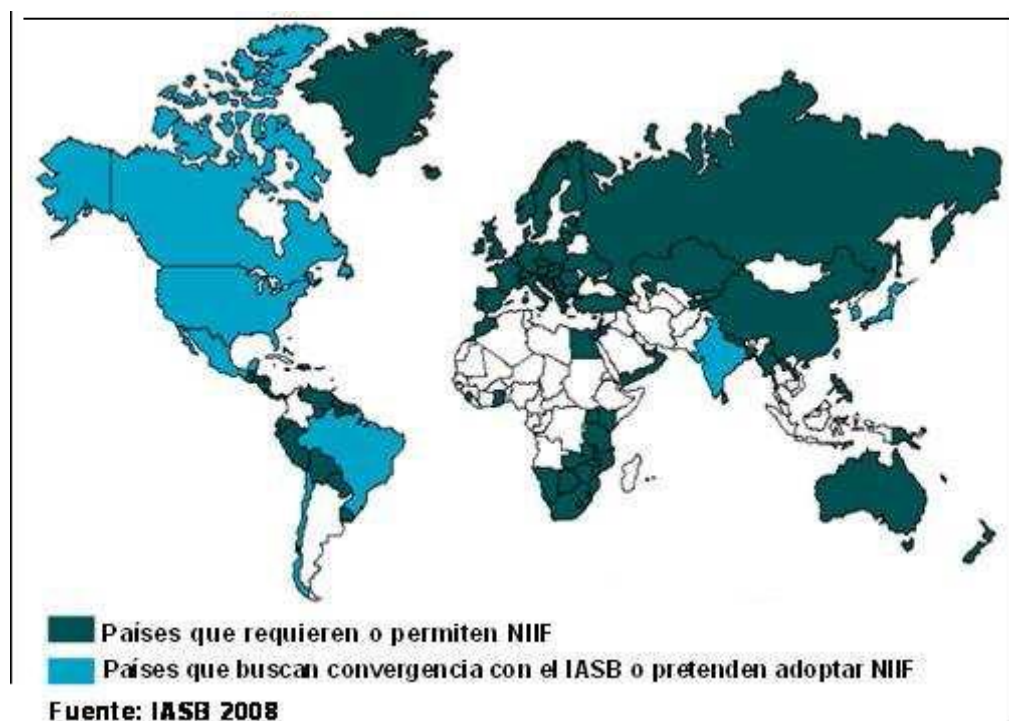 Países que requieren o permiten NIIF
Países que buscan convergencia con el IASB o pretenden adoptar NIIF
Fuente: IASB 2008